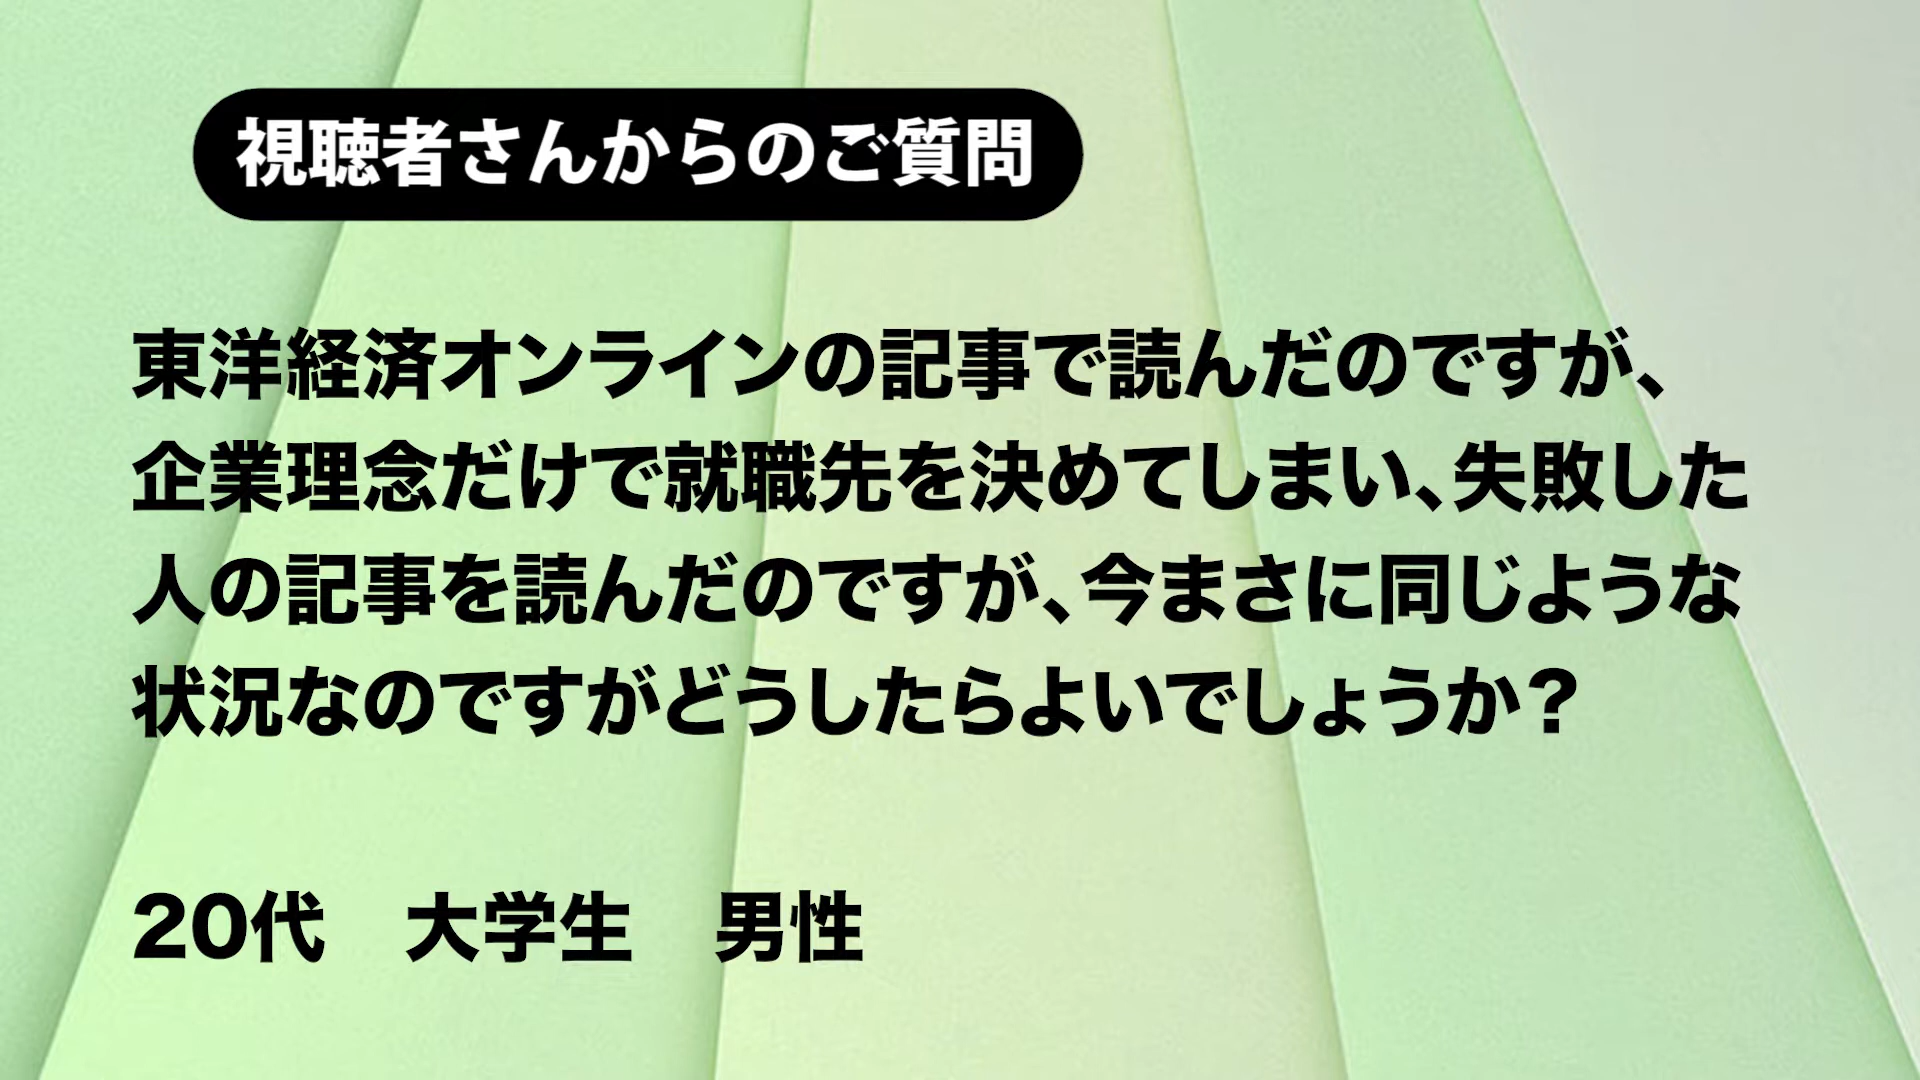 視聴者さんからのご質問
東洋経済オンラインの記事で読んだのですが、
企業理念だけで就職先を決めてしまい、失敗した
人の記事を読んだのですが、今まさに同じような
状況なのですがどうしたらよいでしょうか？
20代　大学生　男性